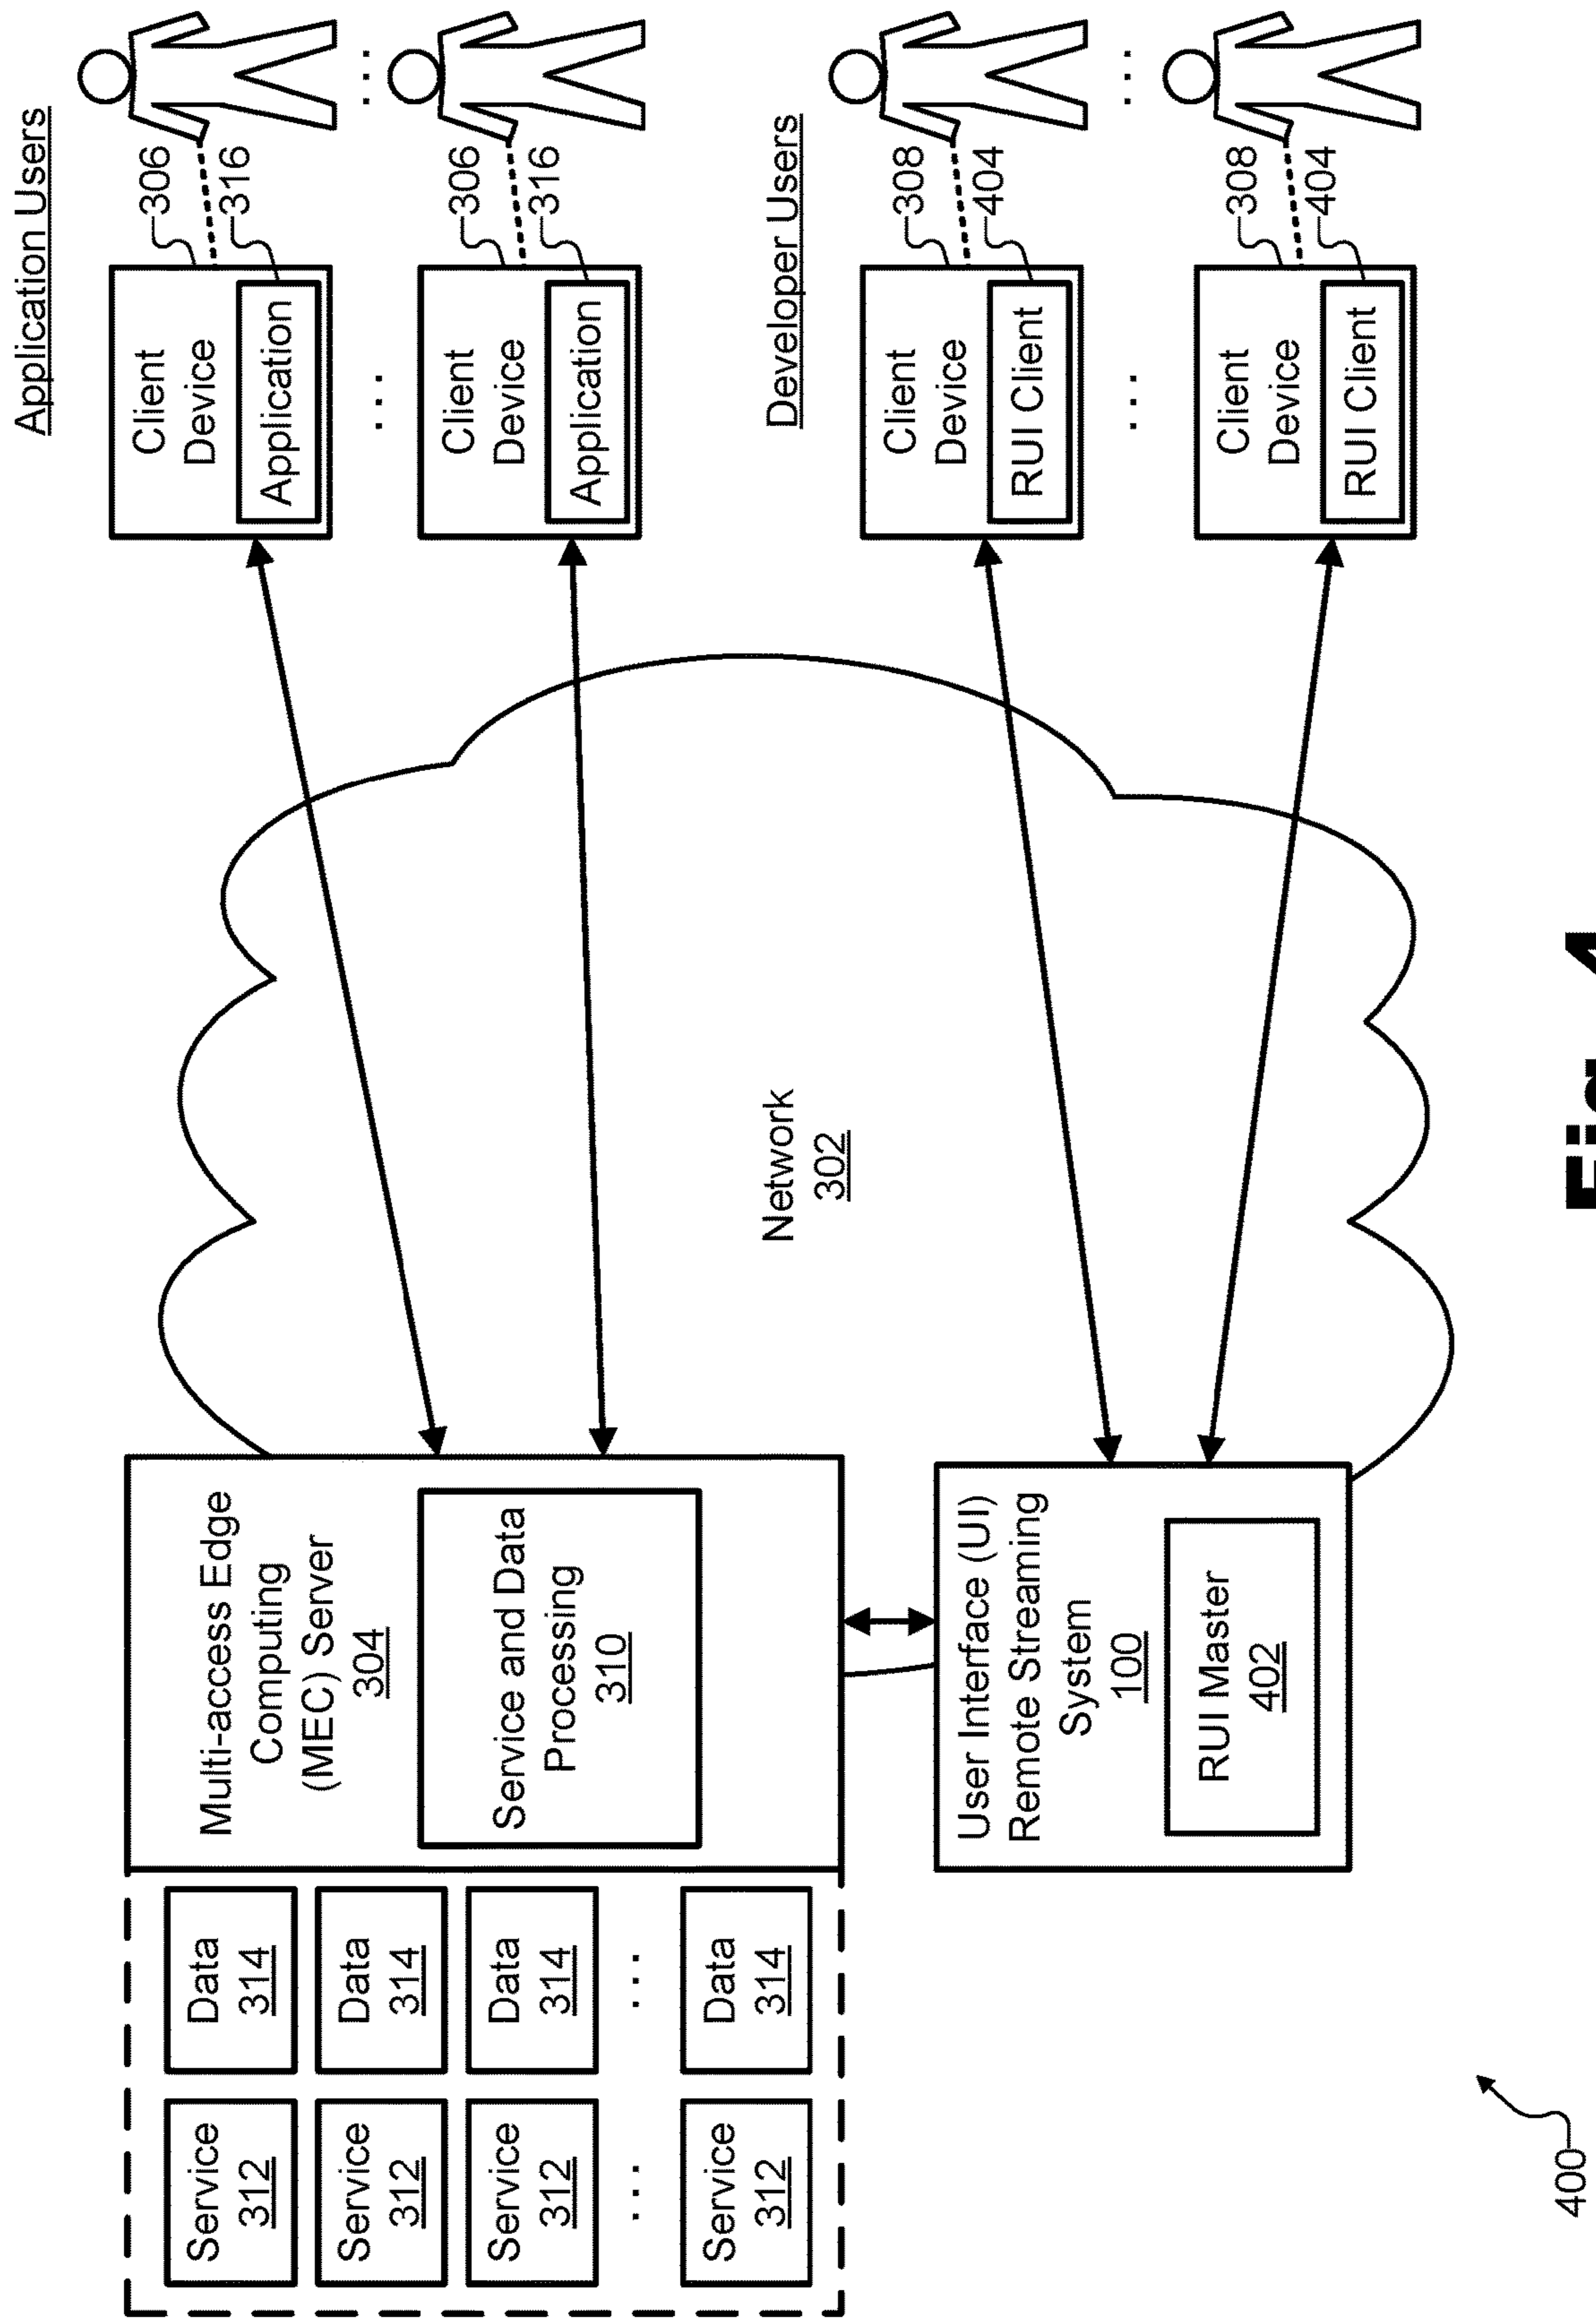 Service
312
Data
314
Service
312
Data
314
Service
312
Data
314
. . .
. . .
Service
312
Data
314
Multi-access Edge
Computing
(MEC) Server
304
Service and Data
Processing
310
User Interface (UI)
Remote Streaming
System
100
RUI Master
402
Network
302
Application Users
Client
Device
Application
306
316
. . .
. . .
Client
Device
Application
306
316
Developer Users
Client
Device
RUI Client
308
404
. . .
. . .
Client
Device
RUI Client
308
404
400